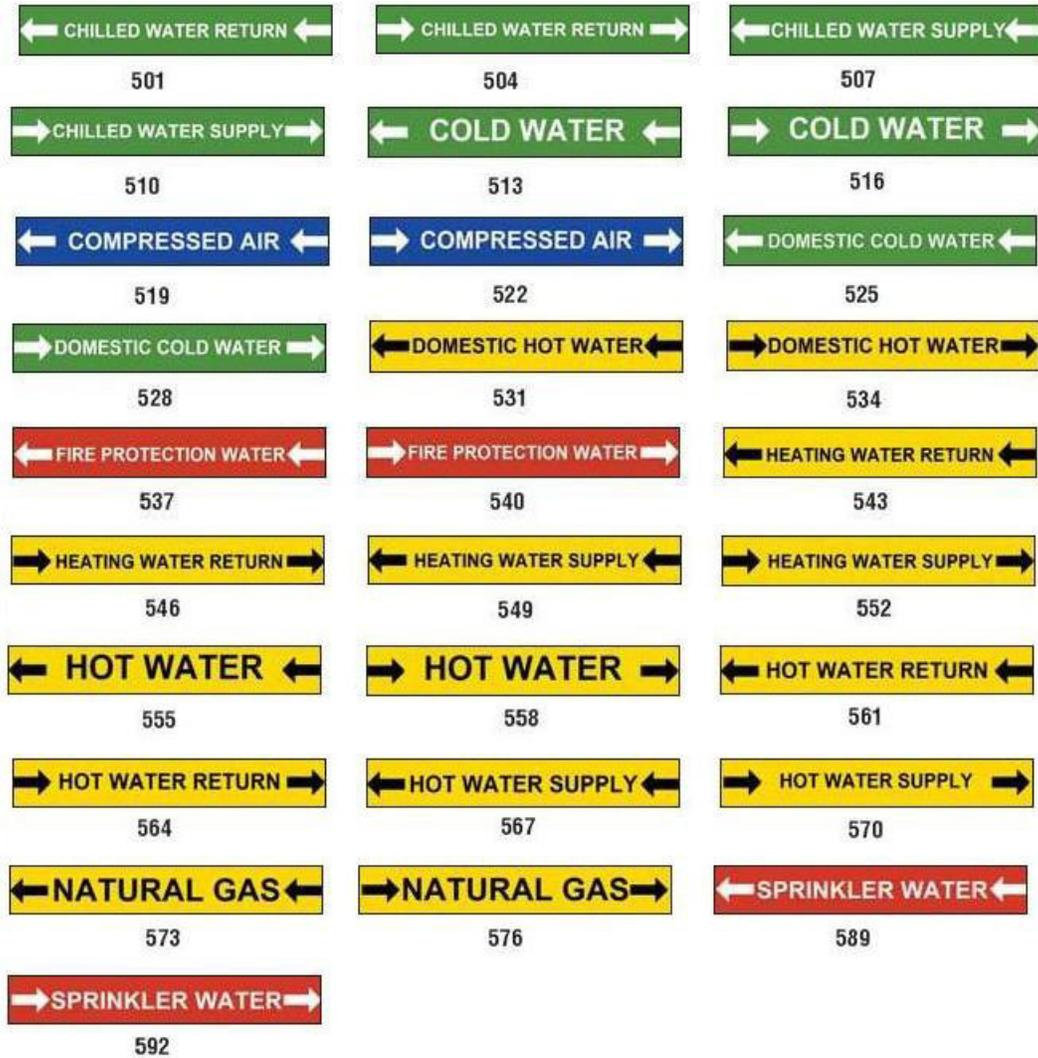 CHILLED WATER RETURN
CHILLED WATER RETURN
CHILLED WATER SUPPLY
501
504
507
CHILLED WATER SUPPLY
COLD WATER
COLD WATER
510
513
516
COMPRESSED AIR
COMPRESSED AIR
DOMESTIC COLD WATER
519
522
525
DOMESTIC COLD WATER
DOMESTIC HOT WATER
DOMESTIC HOT WATER
528
531
534
FIRE PROTECTION WATER
FIRE PROTECTION WATER
HEATING WATER RETURN
537
540
543
HEATING WATER RETURN
HEATING WATER SUPPLY
HEATING WATER SUPPLY
546
549
552
HOT WATER
HOT WATER
HOT WATER RETURN
555
558
561
HOT WATER RETURN
HOT WATER SUPPLY
HOT WATER SUPPLY
564
567
570
NATURAL GAS
NATURAL GAS
SPRINKLER WATER
573
576
589
SPRINKLER WATER
592